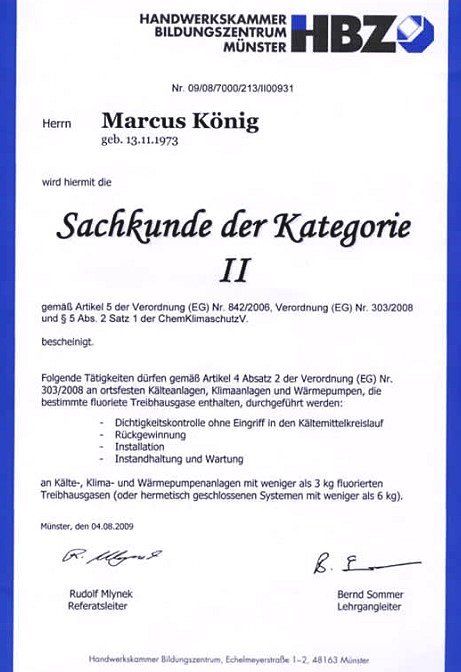 HANDWERKSKAMMER
BILDUNGSZENTRUM
MÜNSTER
HBZ
Nr. 09/08/7000/213/II00931
Herrn Marcus König
geb. 13.11.1973
wird hiermit die
Sachkunde der Kategorie
II
gemäß Artikel 5 der Verordnung (EG) Nr. 842/2006, Verordnung (EG) Nr. 303/2008
und § 5 Abs. 2 Satz 1 der ChemKlimaschutzV.
bescheinigt.
Folgende Tätigkeiten dürfen gemäß Artikel 4 Absatz 2 der Verordnung (EG) Nr.
303/2008 an ortsfesten Kälteanlagen, Klimaanlagen und Wärmepumpen, die
bestimmte fluoriete Treibhausgase enthalten, durchgeführt werden:
- Dichtigkeitskontrolle ohne Eingriff in den Kältemittelkreislauf
- Rückgewinnung
- Installation
- Instandhaltung und Wartung
an Kälte-, Klima- und Wärmepumpenanlagen mit weniger als 3 kg fluorierten
Treibhausgasen (oder hermetisch geschlossenen Systemen mit weniger als 6 kg).
Münster, den 04.08.2009
R. Mlynek
Rudolf Mlynek
Referatsleiter
Bernd Sommer
Lehrgangleiter
Handwerkskammer Bildungszentrum, Echelmeyerstraße 1-2, 48163 Münster